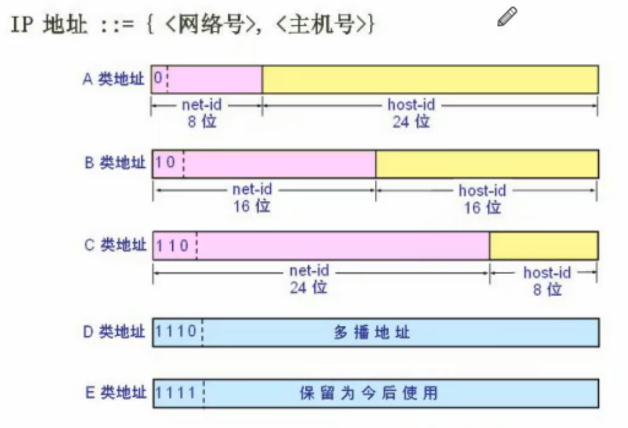 IP 地址 ::= { <网络号>, <主机号>}
A 类地址 0
net-id host-id
8 位 24 位
B 类地址 10
net-id host-id
16 位 16 位
C 类地址 110
net-id host-id
24 位 8 位
D 类地址 1110 多播地址
E 类地址 1111 保留为今后使用